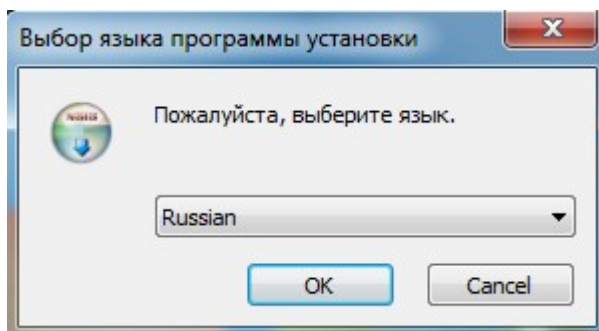 Выбор языка программы установки
Пожалуйста, выберите язык.
Russian
OK
Cancel